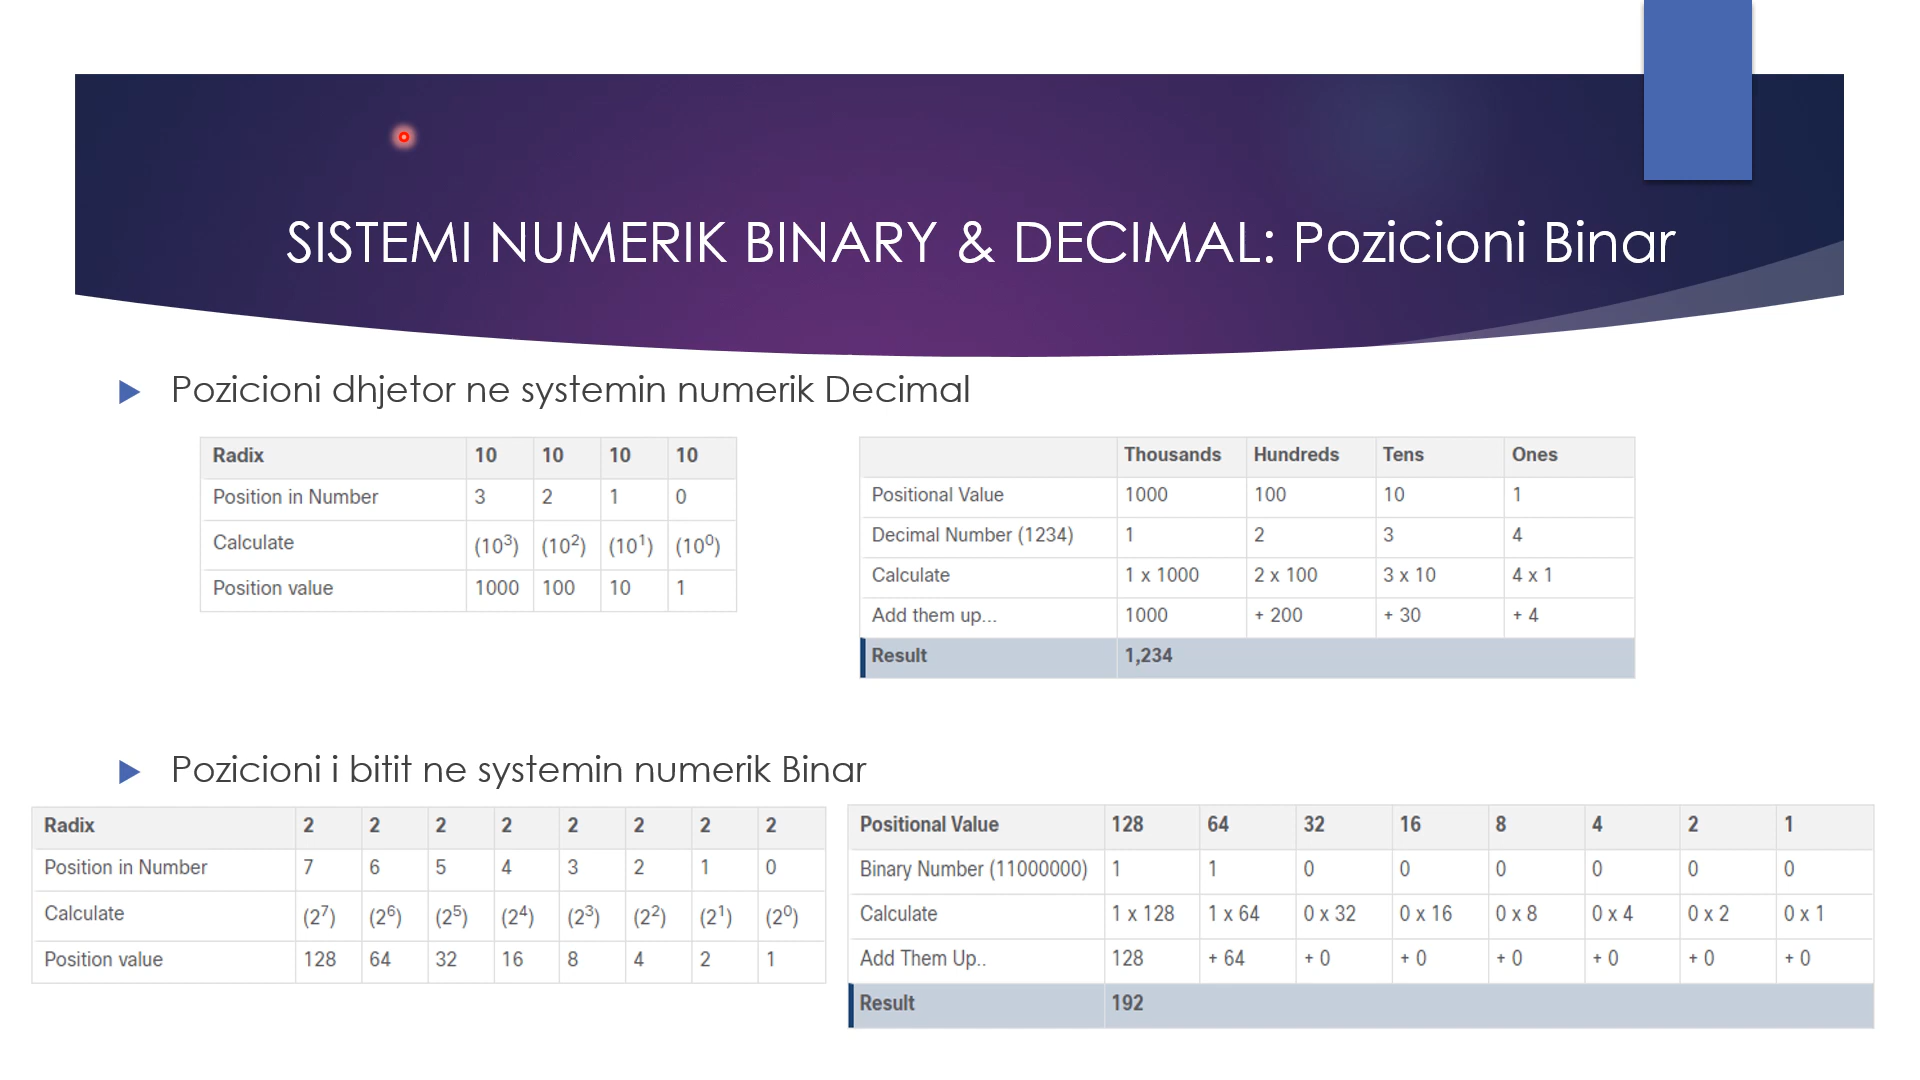 SISTEMI NUMERIK BINARY & DECIMAL: Pozicioni Binar
Pozicioni dhjetor ne systemin numerik Decimal
Radix 10 10 10 10
Position in Number 3 2 1 0
Calculate (10³) (10²) (10¹) (10⁰)
Position value 1000 100 10 1
Thousands Hundreds Tens Ones
Positional Value 1000 100 10 1
Decimal Number (1234) 1 2 3 4
Calculate 1 x 1000 2 x 100 3 x 10 4 x 1
Add them up... 1000 + 200 + 30 + 4
Result 1,234
Pozicioni i bitit ne systemin numerik Binar
Radix 2 2 2 2 2 2 2 2
Position in Number 7 6 5 4 3 2 1 0
Calculate (2⁷) (2⁶) (2⁵) (2⁴) (2³) (2²) (2¹) (2⁰)
Position value 128 64 32 16 8 4 2 1
Positional Value 128 64 32 16 8 4 2 1
Binary Number (11000000) 1 1 0 0 0 0 0 0
Calculate 1 x 128 1 x 64 0 x 32 0 x 16 0 x 8 0 x 4 0 x 2 0 x 1
Add Them Up.. 128 + 64 + 0 + 0 + 0 + 0 + 0 + 0
Result 192